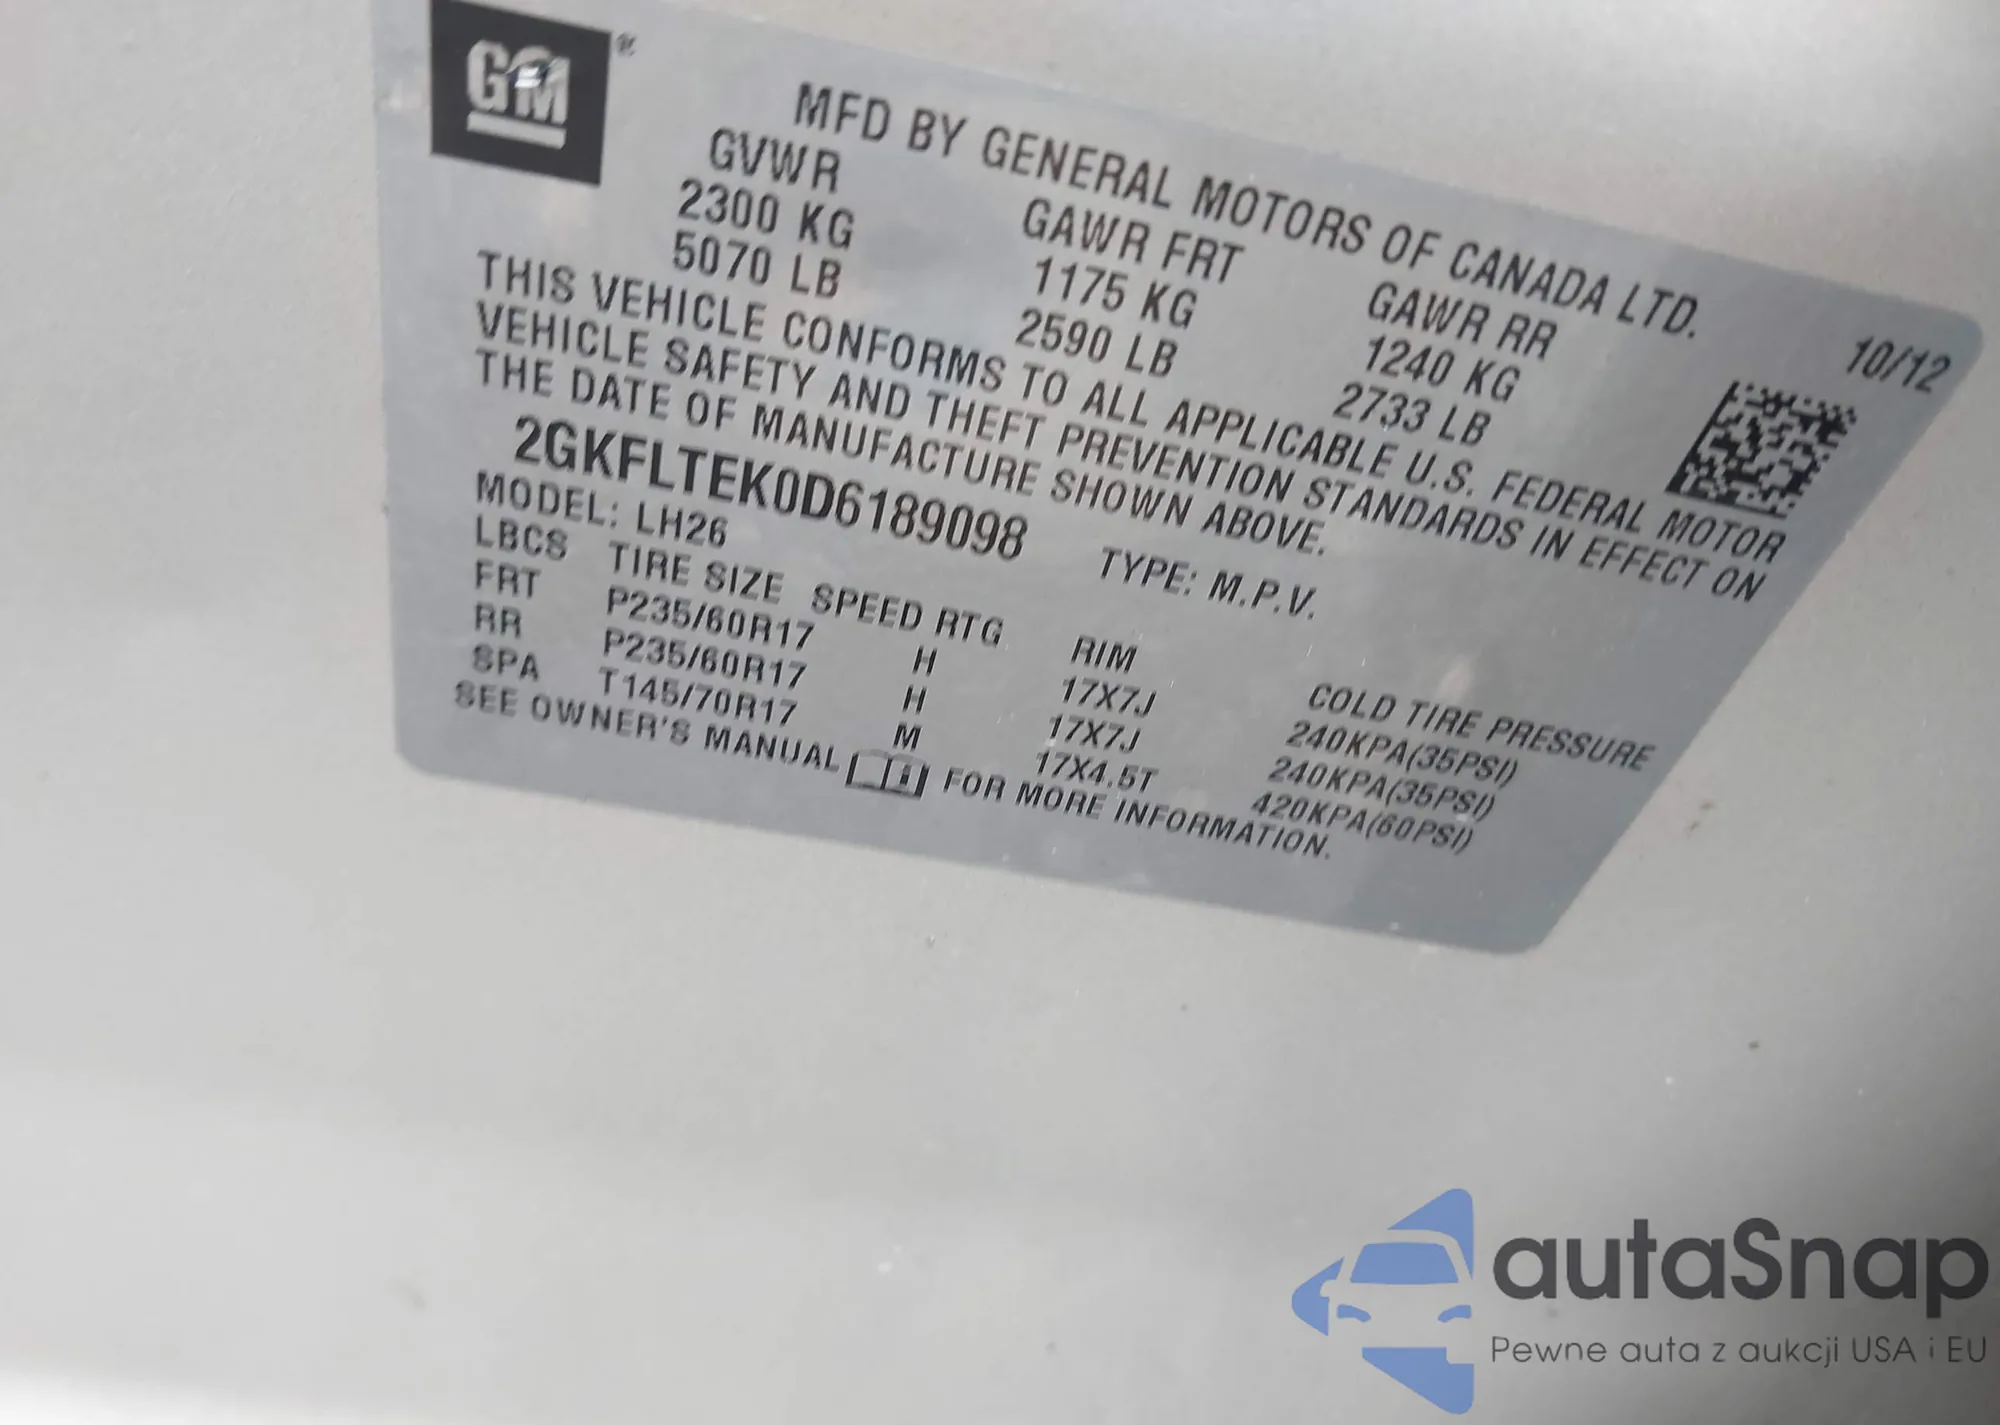 GM®
MFD BY GENERAL MOTORS OF CANADA LTD.
10/12
GVWR GAWR FRT GAWR RR
2300 KG 1175 KG 1240 KG
5070 LB 2590 LB 2733 LB
THIS VEHICLE CONFORMS TO ALL APPLICABLE U.S. FEDERAL MOTOR
VEHICLE SAFETY AND THEFT PREVENTION STANDARDS IN EFFECT ON
THE DATE OF MANUFACTURE SHOWN ABOVE.
2GKFLTEK0D6189098 TYPE: M.P.V.
MODEL: LH26
LBCS TIRE SIZE SPEED RTG RIM COLD TIRE PRESSURE
FRT P235/60R17 H 17X7J 240KPA(35PSI)
RR P235/60R17 H 17X7J 240KPA(35PSI)
SPA T145/70R17 M 17X4.5T 420KPA(60PSI)
SEE OWNER'S MANUAL FOR MORE INFORMATION.
autaSnap
Pewne auta z aukcji USA i EU